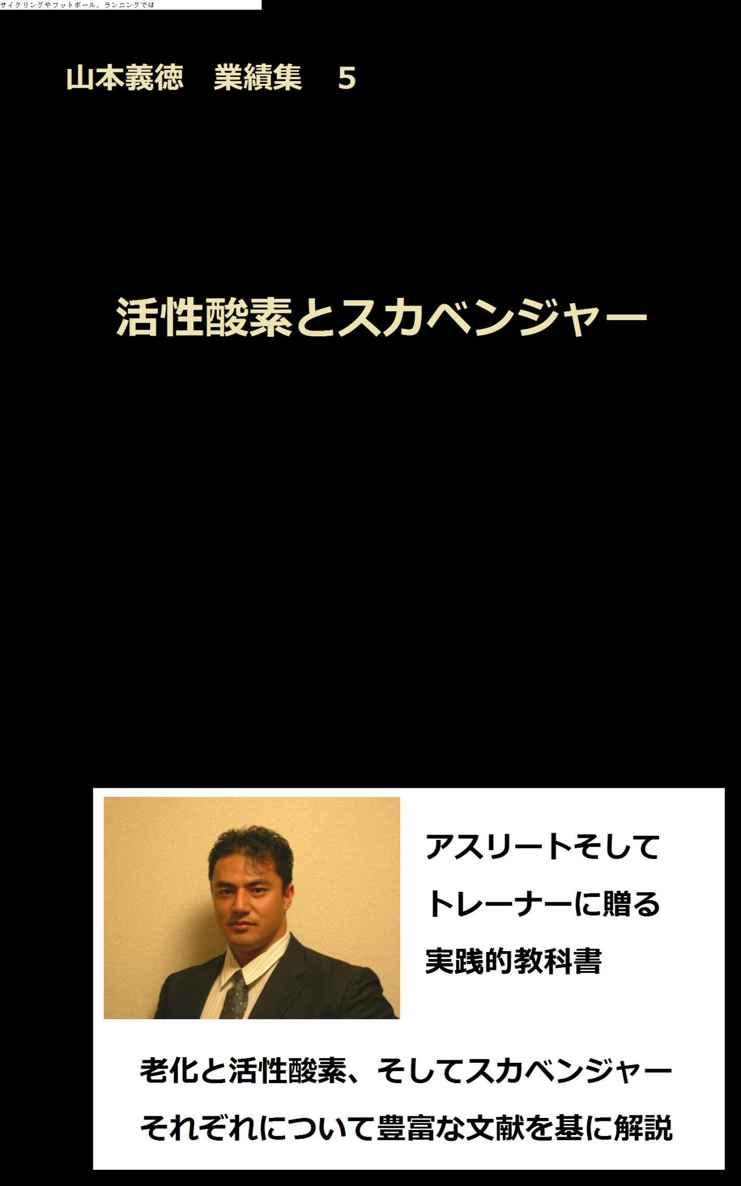 サイクリングやフットボール、ランニングでは
山本義徳　業績集　5
活性酸素とスカベンジャー
アスリートそして
トレーナーに贈る
実践的教科書
老化と活性酸素、そしてスカベンジャー
それぞれについて豊富な文献を基に解説